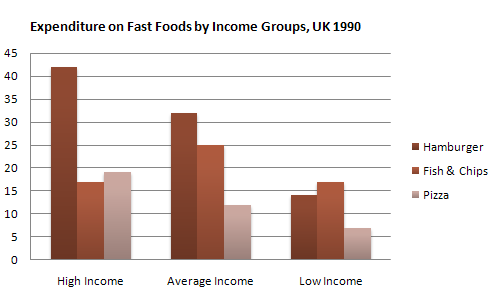 Expenditure on Fast Foods by Income Groups, UK 1990
45
40
35
30
25
20
15
10
5
0
High Income
Average Income
Low Income
Hamburger
Fish & Chips
Pizza